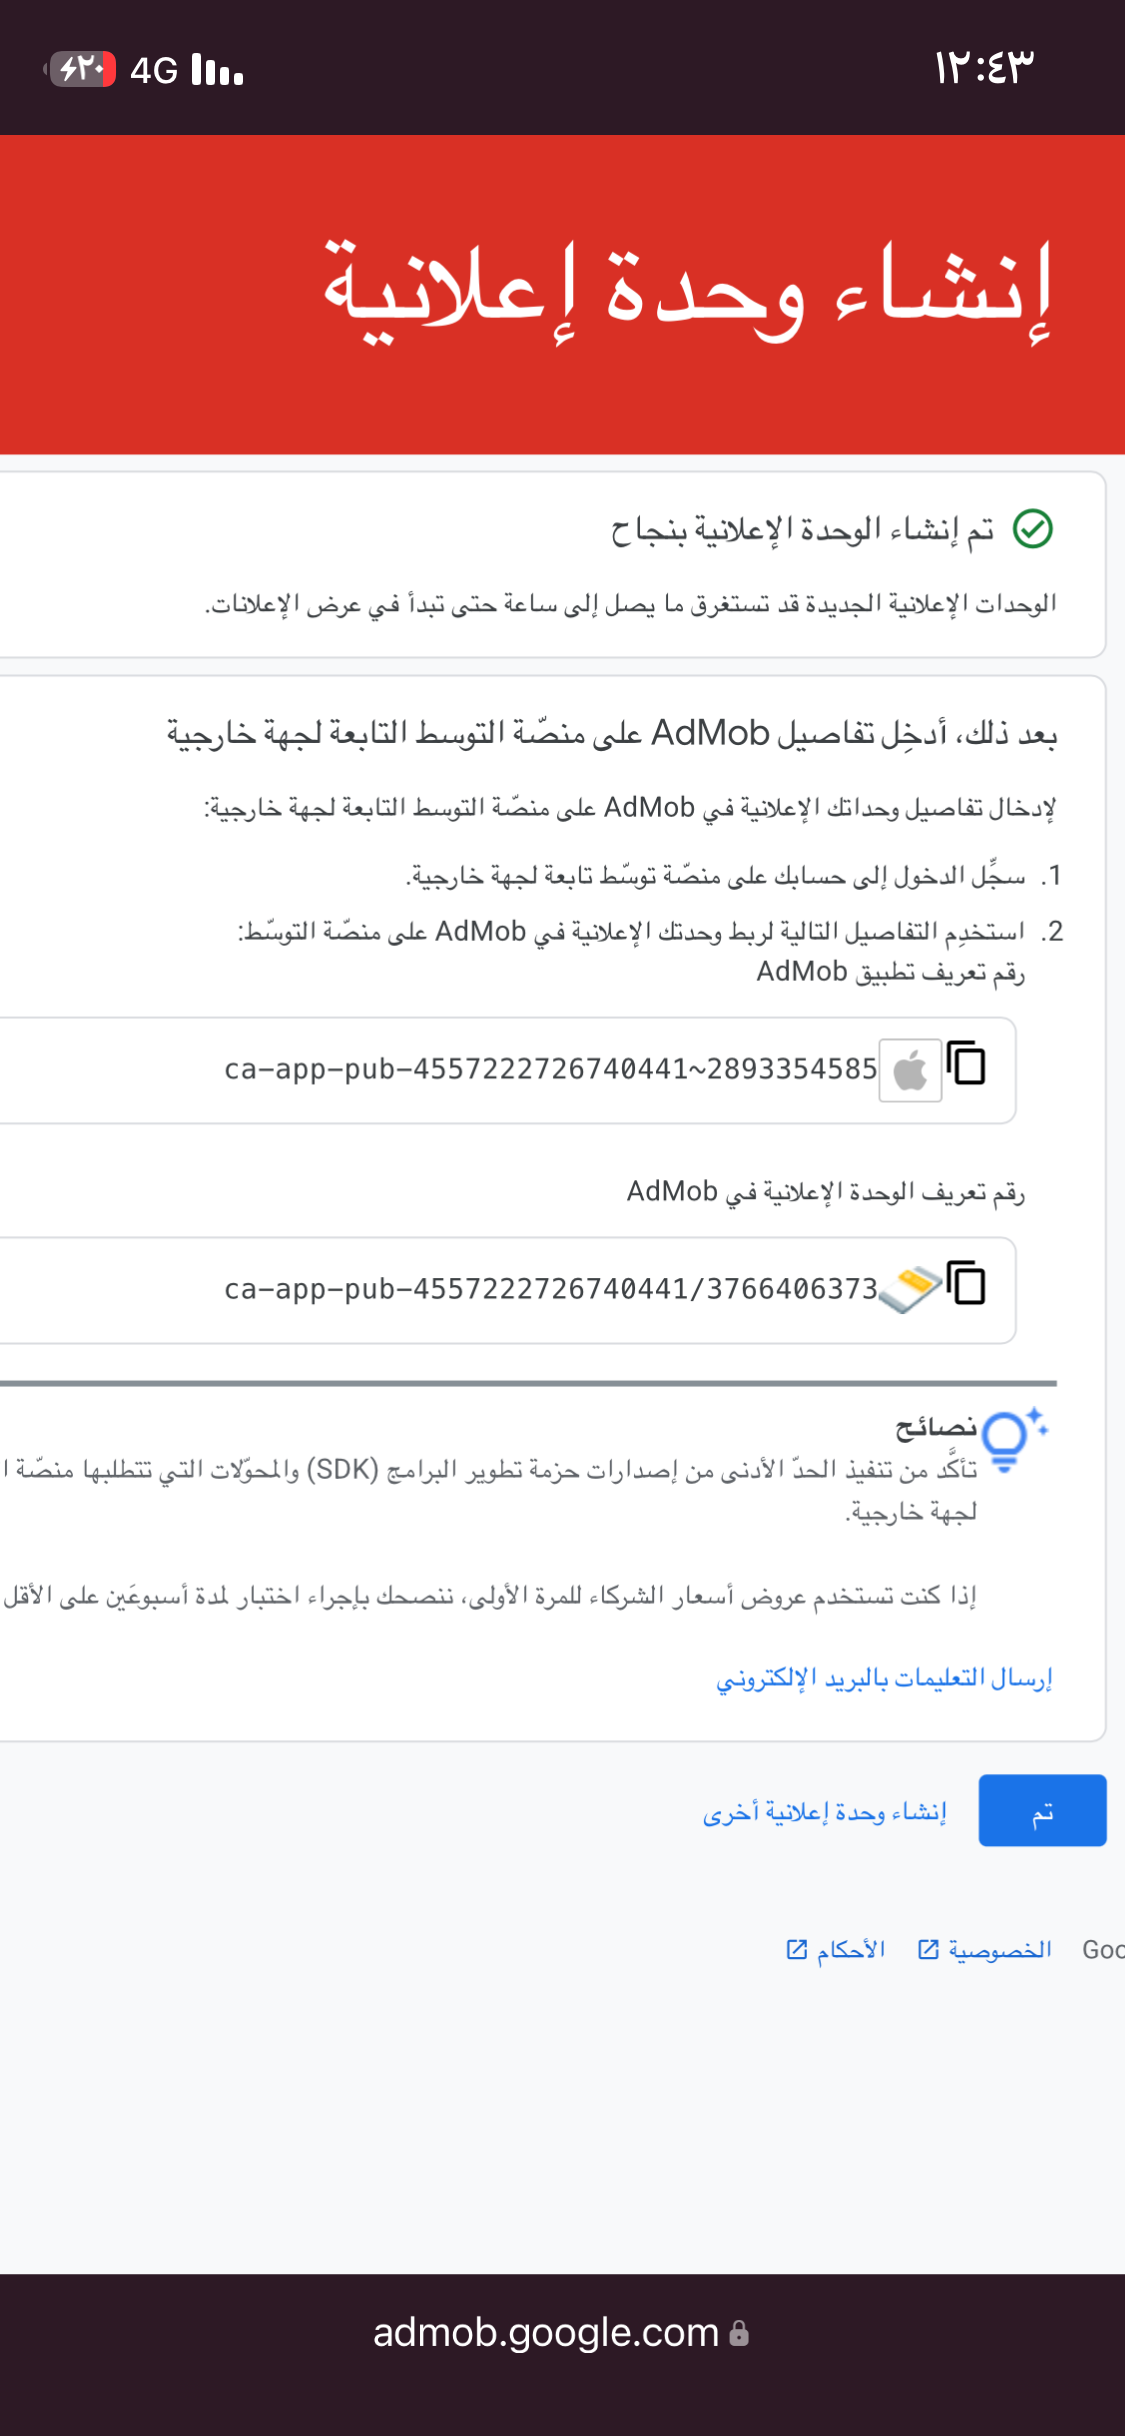 ١٢:٤٣
4G ٢٠
إنشاء وحدة إعلانية
تم إنشاء الوحدة الإعلانية بنجاح
الوحدات الإعلانية الجديدة قد تستغرق ما يصل إلى ساعة حتى تبدأ في عرض الإعلانات.
بعد ذلك، أدخِل تفاصيل AdMob على منصّة التوسط التابعة لجهة خارجية
لإدخال تفاصيل وحداتك الإعلانية في AdMob على منصّة التوسط التابعة لجهة خارجية:
1. سجِّل الدخول إلى حسابك على منصّة توسّط تابعة لجهة خارجية.
2. استخدِم التفاصيل التالية لربط وحدتك الإعلانية في AdMob على منصّة التوسّط:
رقم تعريف تطبيق AdMob
ca-app-pub-4557222726740441~2893354585
رقم تعريف الوحدة الإعلانية في AdMob
ca-app-pub-4557222726740441/3766406373
نصائح
تأكَّد من تنفيذ الحدّ الأدنى من إصدارات حزمة تطوير البرامج (SDK) والمحوّلات التي تتطلبها منصّة ا
لجهة خارجية.
إذا كنت تستخدم عروض أسعار الشركاء للمرة الأولى، ننصحك بإجراء اختبار لمدة أسبوعَين على الأقل
إرسال التعليمات بالبريد الإلكتروني
تم
إنشاء وحدة إعلانية أخرى
Goo
الخصوصية
الأحكام
admob.google.com